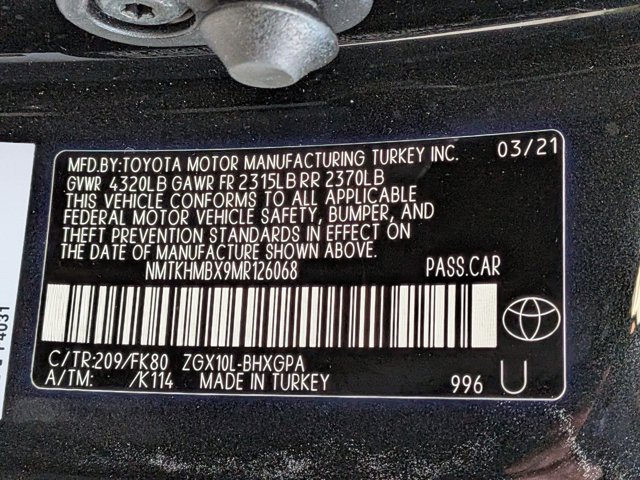 MFD.BY:TOYOTA MOTOR MANUFACTURING TURKEY INC. 03/21
GVWR 4320LB GAWR FR 2315LB RR 2370LB
THIS VEHICLE CONFORMS TO ALL APPLICABLE
FEDERAL MOTOR VEHICLE SAFETY, BUMPER, AND
THEFT PREVENTION STANDARDS IN EFFECT ON
THE DATE OF MANUFACTURE SHOWN ABOVE.
NMTKHMBX9MR126068 PASS.CAR
C/TR:209/FK80 ZGX10L-BHXGPA
A/TM: /K114 MADE IN TURKEY 996 U